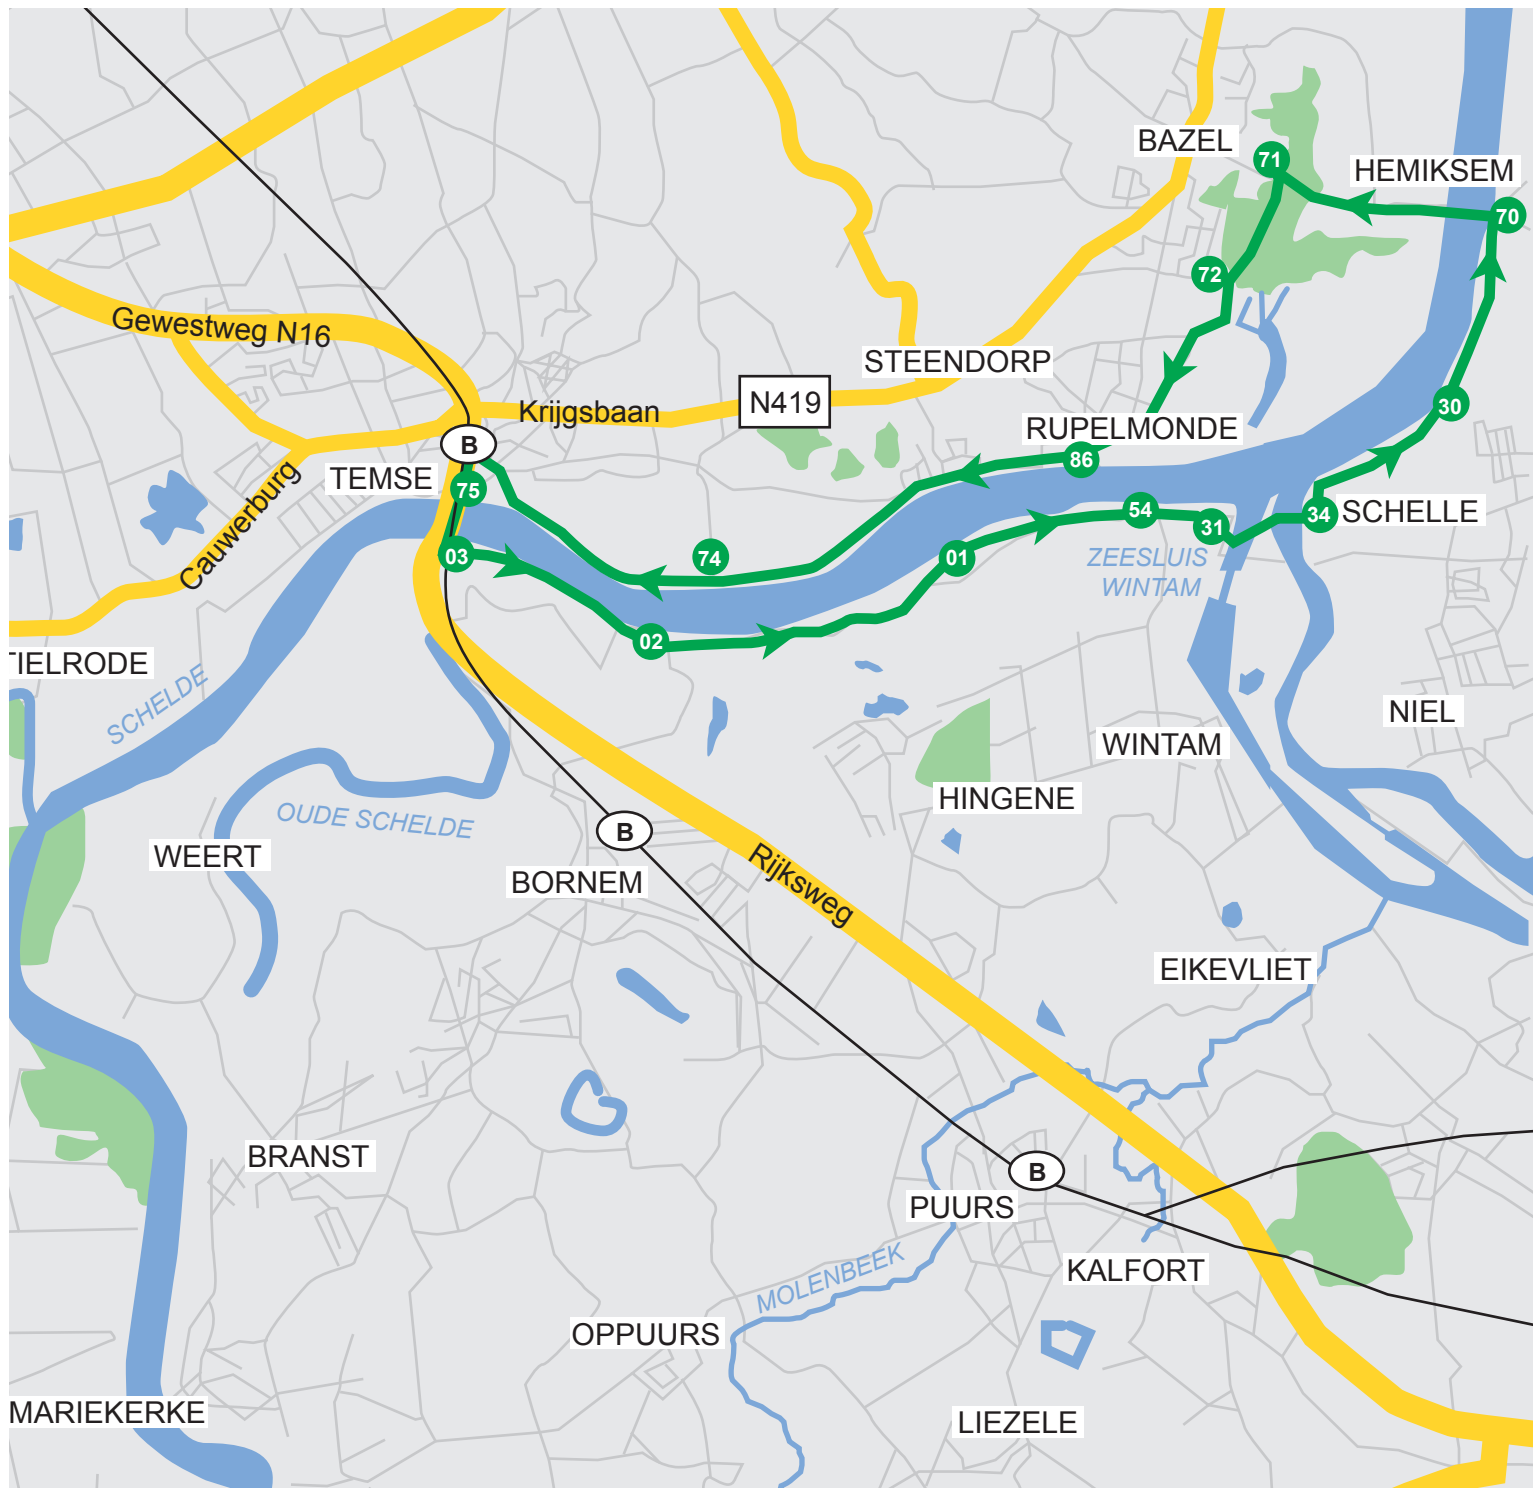 BAZEL
71
HEMIKSEM
70
72
Gewestweg N16
STEENDORP
Krijgsbaan
N419
30
RUPELMONDE
B
86
TEMSE
75
Cauwerburg
54
31
34
SCHELLE
03
74
01
ZEESLUIS
WINTAM
02
TIELRODE
SCHELDE
NIEL
WINTAM
HINGENE
OUDE SCHELDE
B
WEERT
BORNEM
Rijksweg
EIKEVLIET
BRANST
B
PUURS
KALFORT
MOLENBEEK
OPPUURS
MARIEKERKE
LIEZELE